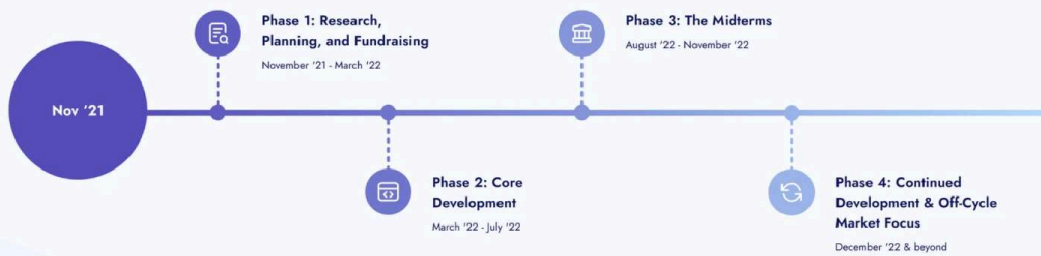 Nov '21
Phase 1: Research,
Planning, and Fundraising
November '21 - March '22
Phase 2: Core
Development
March '22 - July '22
Phase 3: The Midterms
August '22 - November '22
Phase 4: Continued
Development & Off-Cycle
Market Focus
December '22 & beyond